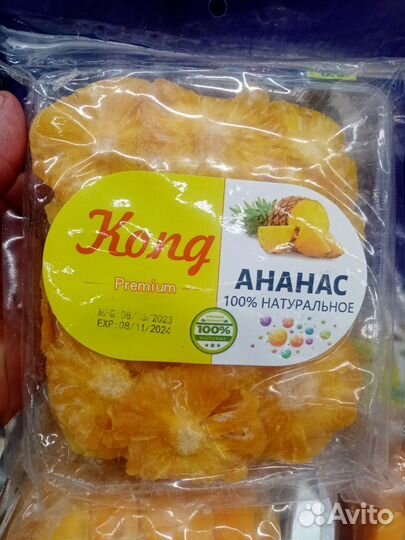 Kong
Premium
АНАНАС
100% НАТУРАЛЬНОЕ
EXP:08/11/2024
100%
NATURAL
Avito